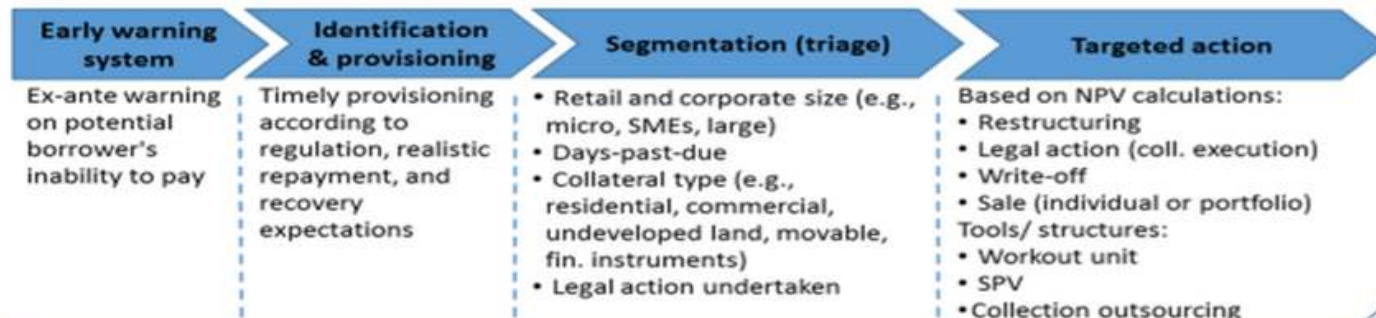 Early warning
system
Identification
& provisioning
Segmentation (triage)
Targeted action
Ex-ante warning
on potential
borrower's
inability to pay
Timely provisioning
according to
regulation, realistic
repayment, and
recovery
expectations
• Retail and corporate size (e.g.,
micro, SMEs, large)
• Days-past-due
• Collateral type (e.g.,
residential, commercial,
undeveloped land, movable,
fin. instruments)
• Legal action undertaken
Based on NPV calculations:
• Restructuring
• Legal action (coll. execution)
• Write-off
• Sale (individual or portfolio)
Tools/ structures:
• Workout unit
• SPV
•Collection outsourcing